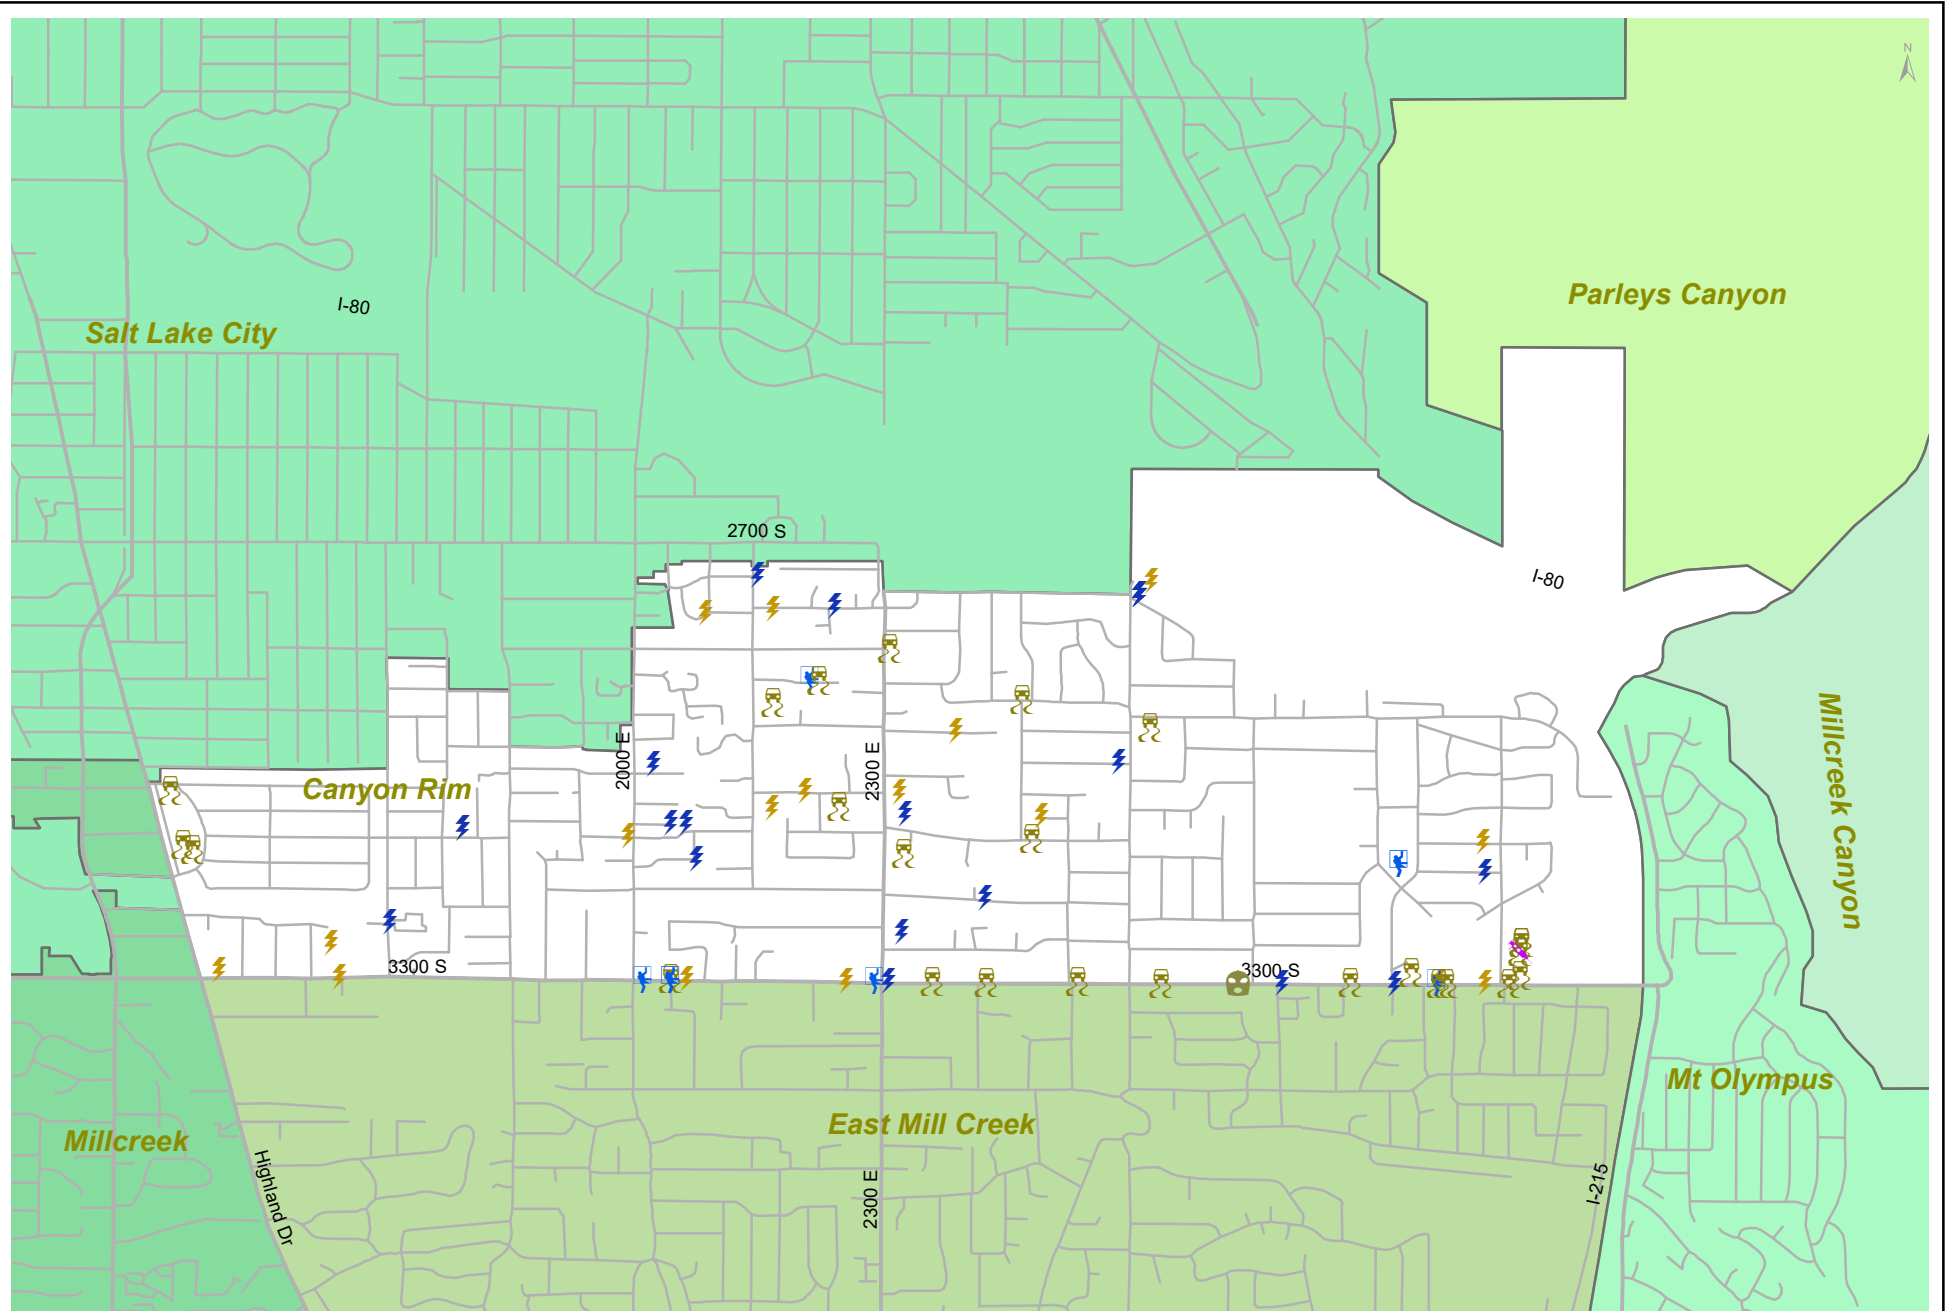 N
Parleys Canyon
I-80
Salt Lake City
2700 S
I-80
Millcreek Canyon
2000 E
2300 E
Canyon Rim
3300 S
3300 S
Mt Olympus
East Mill Creek
Millcreek
Highland Dr
2300 E
I-215